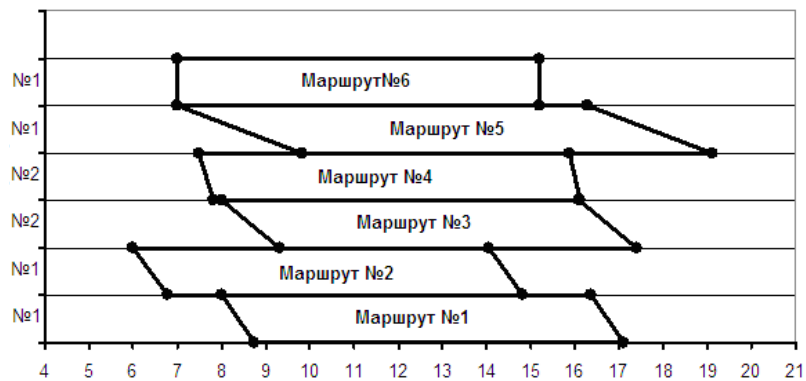 №1 Маршрут№6
№1 Маршрут №5
№2 Маршрут №4
№2 Маршрут №3
№1 Маршрут №2
№1 Маршрут №1
4 5 6 7 8 9 10 11 12 13 14 15 16 17 18 19 20 21